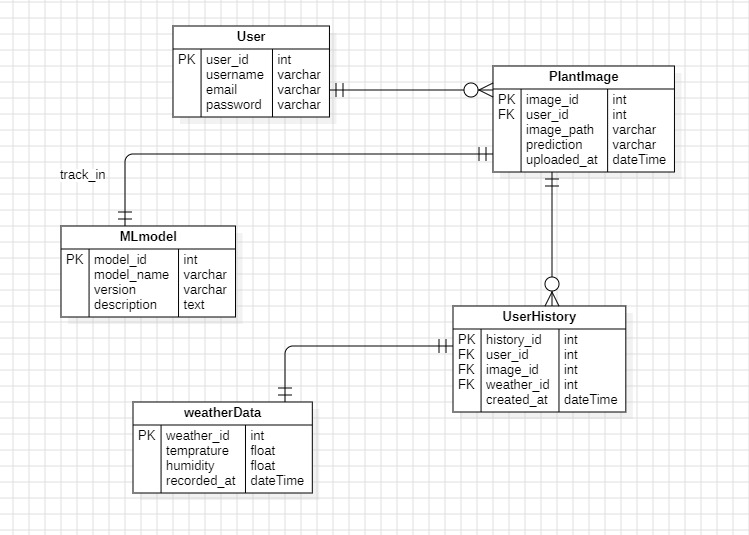 User
PK user_id int
username varchar
email varchar
password varchar
PlantImage
PK image_id int
FK user_id int
image_path varchar
prediction varchar
uploaded_at dateTime
track_in
MLmodel
PK model_id int
model_name varchar
version varchar
description text
UserHistory
PK history_id int
FK user_id int
FK image_id int
FK weather_id int
created_at dateTime
weatherData
PK weather_id int
temprature float
humidity float
recorded_at dateTime